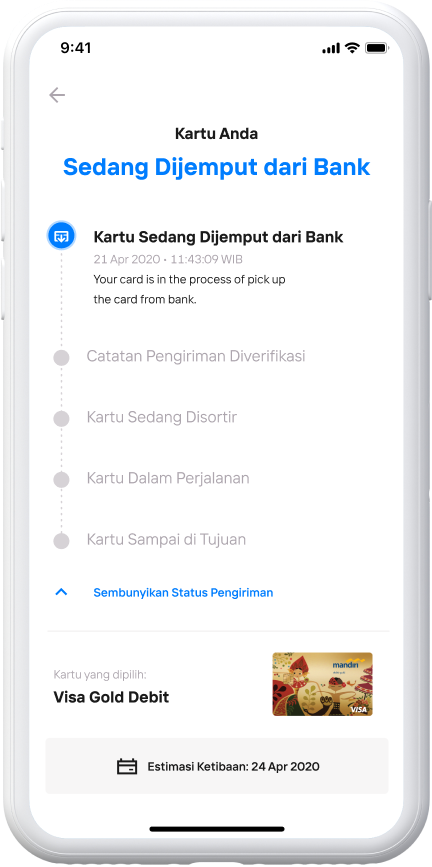 9:41
Kartu Anda
Sedang Dijemput dari Bank
Kartu Sedang Dijemput dari Bank
21 Apr 2020 • 11:43:09 WIB
Your card is in the process of pick up
the card from bank.
Catatan Pengiriman Diverifikasi
Kartu Sedang Disortir
Kartu Dalam Perjalanan
Kartu Sampai di Tujuan
Sembunyikan Status Pengiriman
Kartu yang dipilih:
Visa Gold Debit
mandiri
VISA
Estimasi Ketibaan: 24 Apr 2020